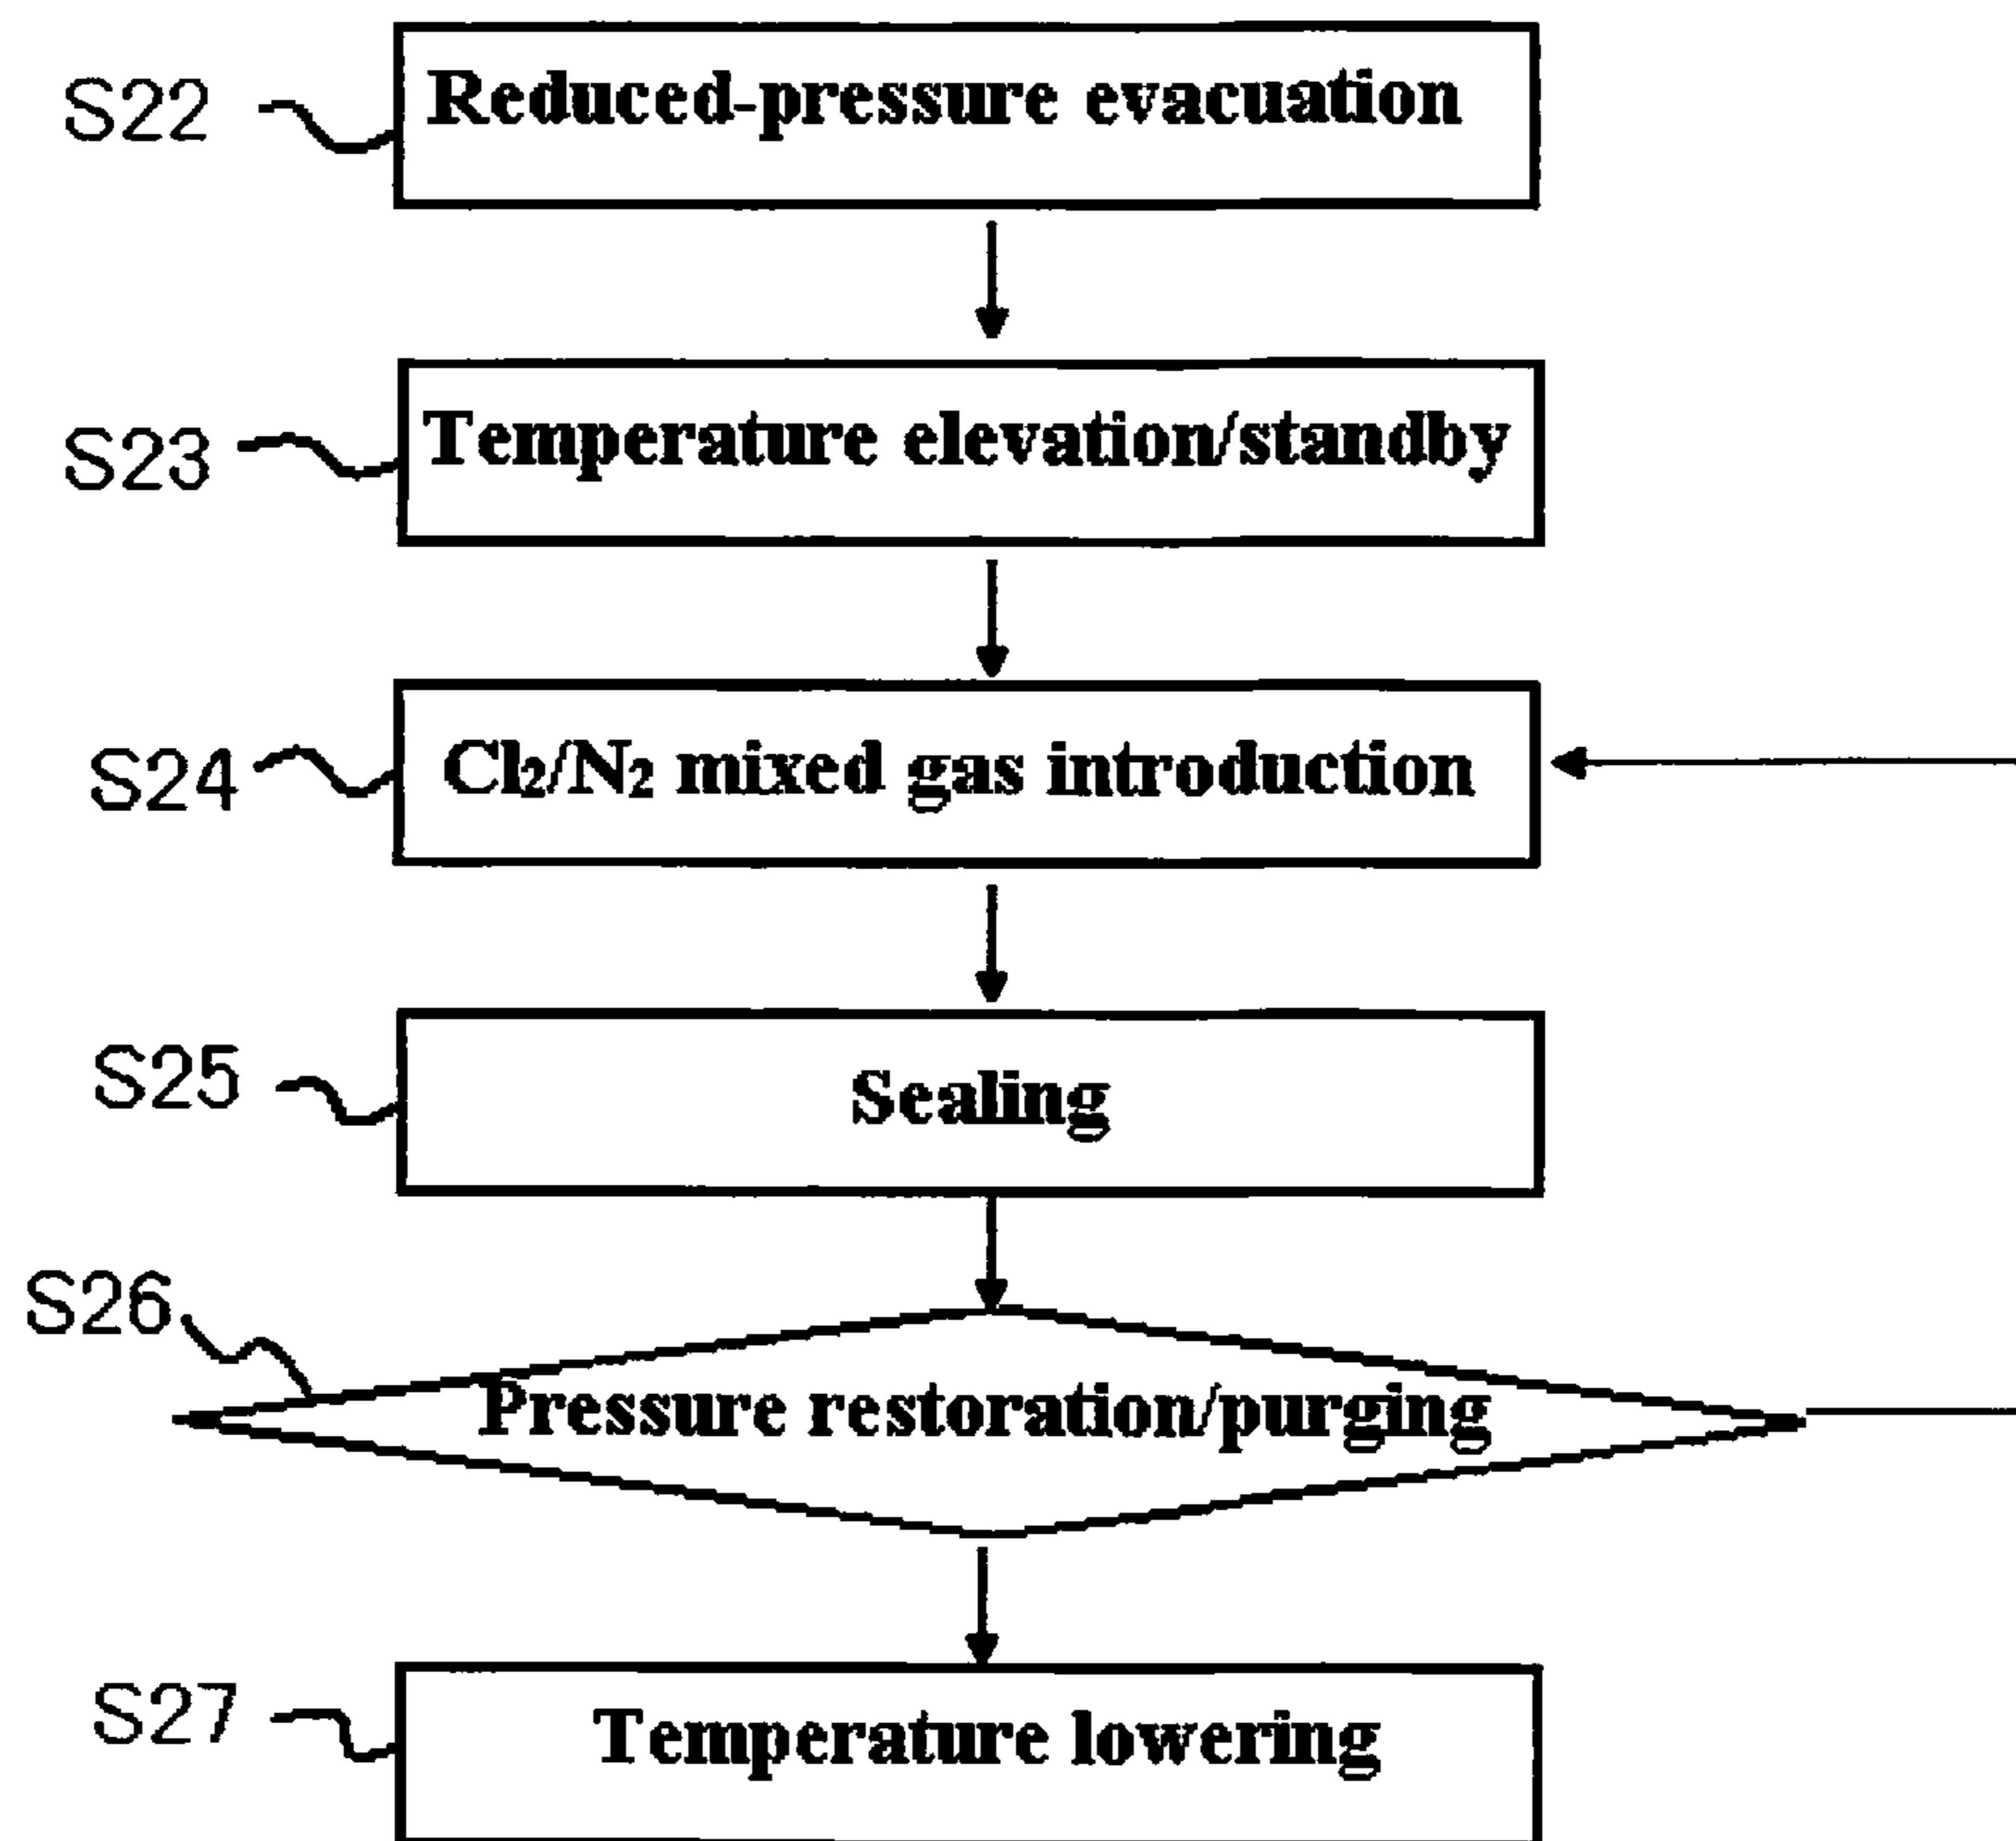 S22
Reduced-pressure evacuation
S23
Temperature elevation/standby
S24
Cl₂/N₂ mixed gas introduction
S25
Sealing
S26
Pressure restoration/purging
S27
Temperature lowering